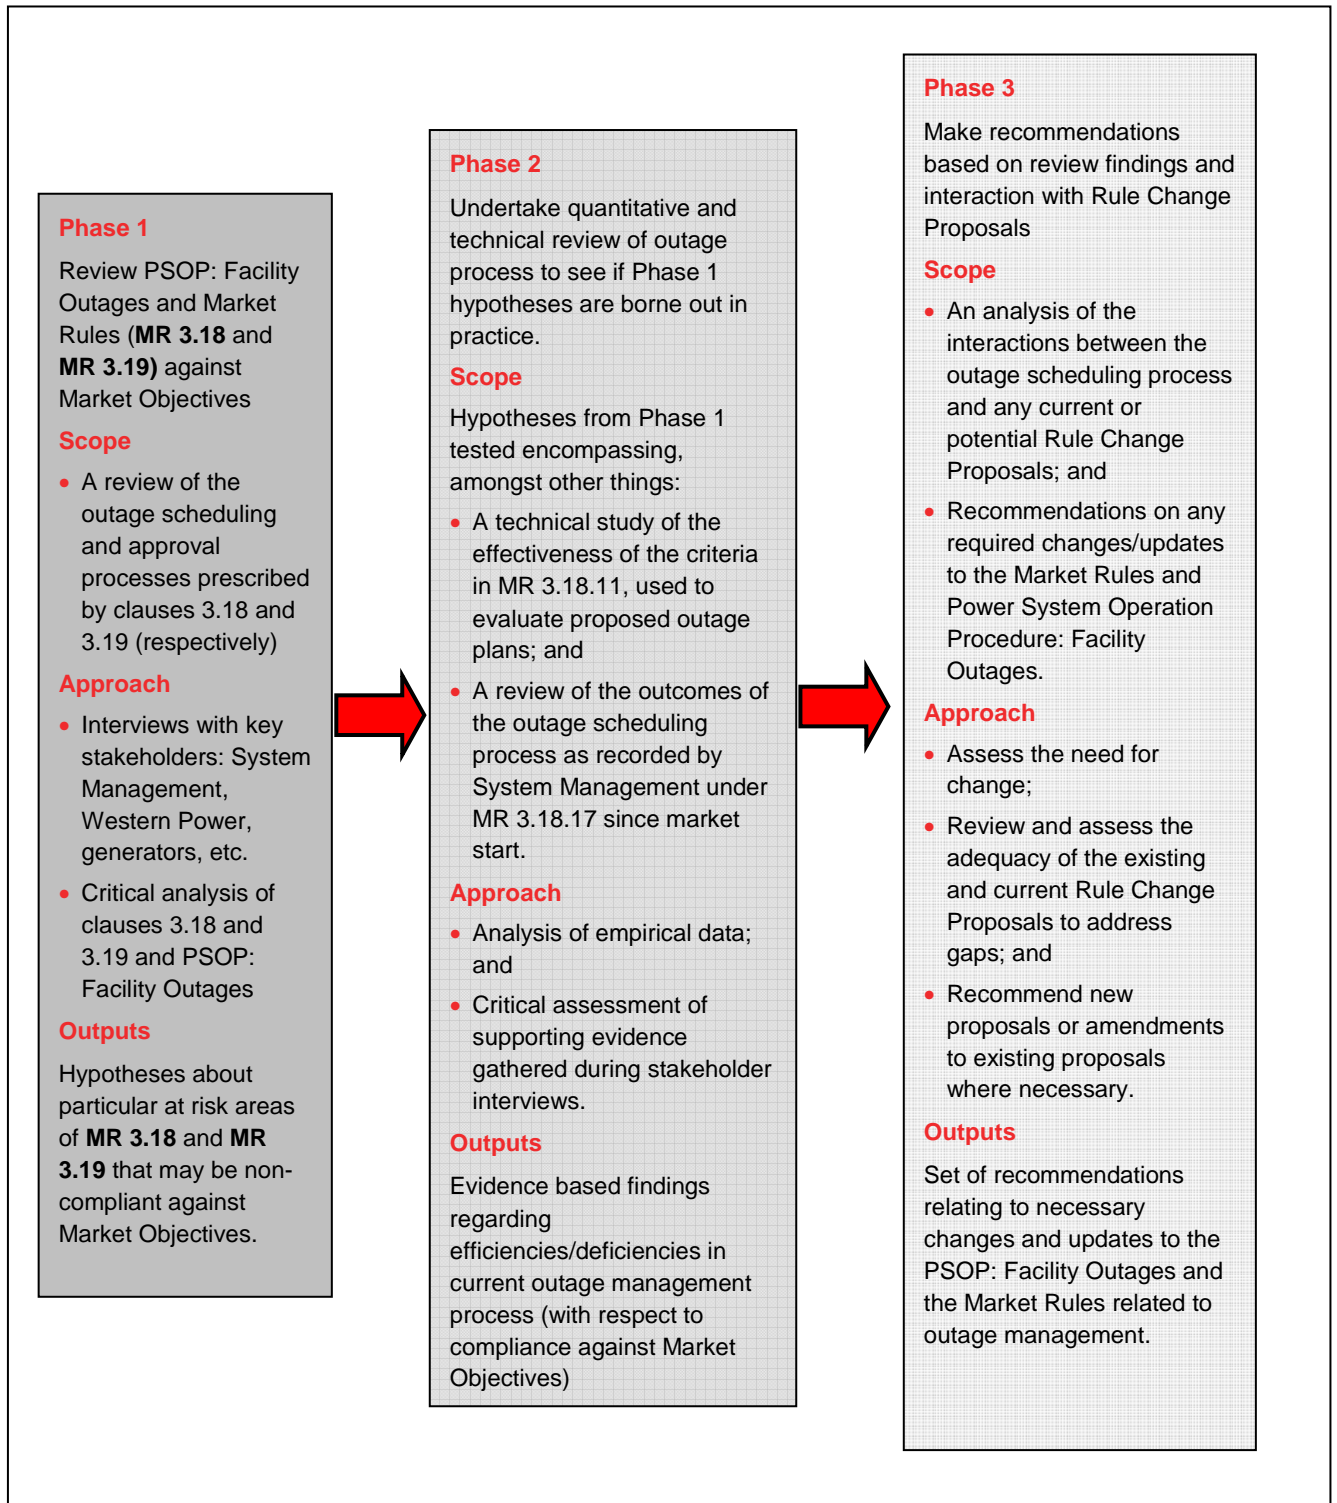 Phase 1
Review PSOP: Facility
Outages and Market
Rules (MR 3.18 and
MR 3.19) against
Market Objectives
Scope
• A review of the
outage scheduling
and approval
processes prescribed
by clauses 3.18 and
3.19 (respectively)
Approach
• Interviews with key
stakeholders: System
Management,
Western Power,
generators, etc.
• Critical analysis of
clauses 3.18 and
3.19 and PSOP:
Facility Outages
Outputs
Hypotheses about
particular at risk areas
of MR 3.18 and MR
3.19 that may be non-
compliant against
Market Objectives.
Phase 2
Undertake quantitative and
technical review of outage
process to see if Phase 1
hypotheses are borne out in
practice.
Scope
Hypotheses from Phase 1
tested encompassing,
amongst other things:
• A technical study of the
effectiveness of the criteria
in MR 3.18.11, used to
evaluate proposed outage
plans; and
• A review of the outcomes of
the outage scheduling
process as recorded by
System Management under
MR 3.18.17 since market
start.
Approach
• Analysis of empirical data;
and
• Critical assessment of
supporting evidence
gathered during stakeholder
interviews.
Outputs
Evidence based findings
regarding
efficiencies/deficiencies in
current outage management
process (with respect to
compliance against Market
Objectives)
Phase 3
Make recommendations
based on review findings and
interaction with Rule Change
Proposals
Scope
• An analysis of the
interactions between the
outage scheduling process
and any current or
potential Rule Change
Proposals; and
• Recommendations on any
required changes/updates
to the Market Rules and
Power System Operation
Procedure: Facility
Outages.
Approach
• Assess the need for
change;
• Review and assess the
adequacy of the existing
and current Rule Change
Proposals to address
gaps; and
• Recommend new
proposals or amendments
to existing proposals
where necessary.
Outputs
Set of recommendations
relating to necessary
changes and updates to the
PSOP: Facility Outages and
the Market Rules related to
outage management.